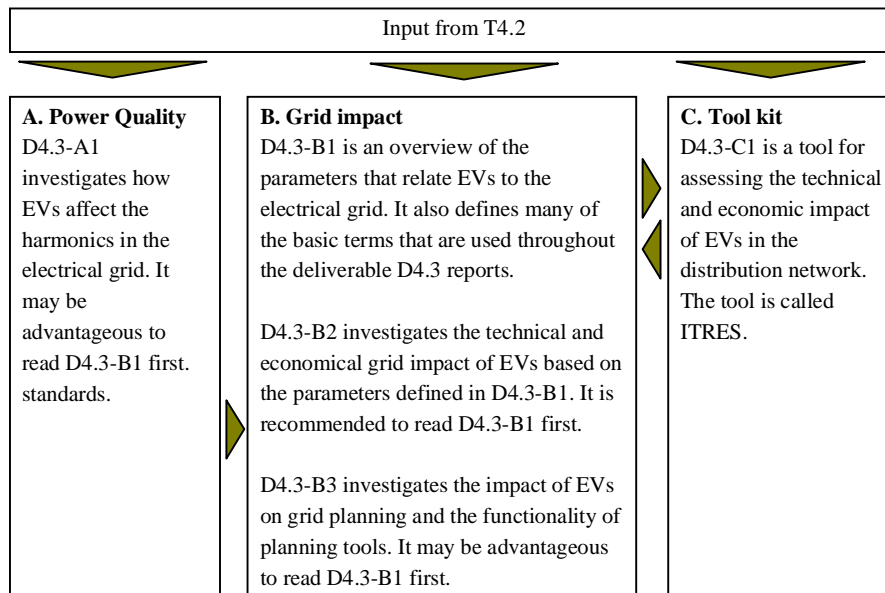 Input from T4.2
A. Power Quality
D4.3-A1
investigates how
EVs affect the
harmonics in the
electrical grid. It
may be
advantageous to
read D4.3-B1 first.
standards.
B. Grid impact
D4.3-B1 is an overview of the
parameters that relate EVs to the
electrical grid. It also defines many of
the basic terms that are used throughout
the deliverable D4.3 reports.
D4.3-B2 investigates the technical and
economical grid impact of EVs based on
the parameters defined in D4.3-B1. It is
recommended to read D4.3-B1 first.
D4.3-B3 investigates the impact of EVs
on grid planning and the functionality of
planning tools. It may be advantageous
to read D4.3-B1 first.
C. Tool kit
D4.3-C1 is a tool for
assessing the technical
and economic impact
of EVs in the
distribution network.
The tool is called
ITRES.